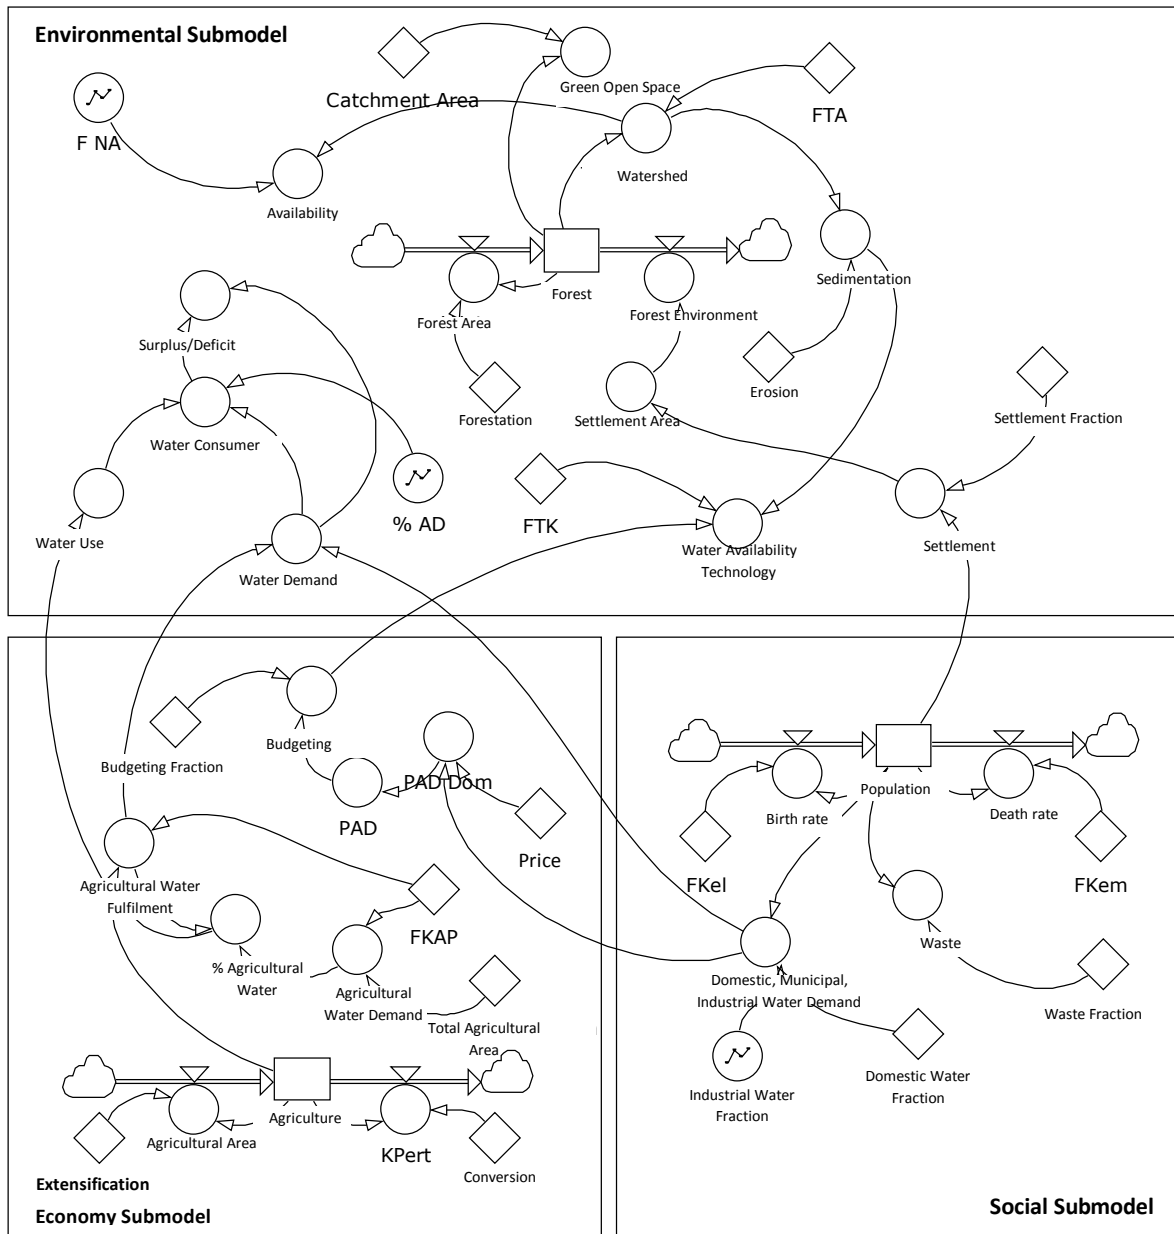 Environmental Submodel
Green Open Space
Catchment Area
FTA
F NA
Watershed
Availability
Sedimentation
Forest
Forest Area
Forest Environment
Surplus/Deficit
Erosion
Forestation
Settlement Area
Settlement Fraction
Water Consumer
% AD
FTK
Water Use
Water Demand
Water Availability
Technology
Settlement
Budgeting
Budgeting Fraction
PAD Dom
PAD
Price
Agricultural Water
Fulfilment
FKAP
% Agricultural
Water
Agricultural
Water Demand
Total Agricultural
Area
Agriculture
Agricultural Area
KPert
Conversion
Extensification
Economy Submodel
Population
Birth rate
Death rate
FKel
FKem
Waste
Domestic, Municipal,
Industrial Water Demand
Waste Fraction
Industrial Water
Fraction
Domestic Water
Fraction
Social Submodel